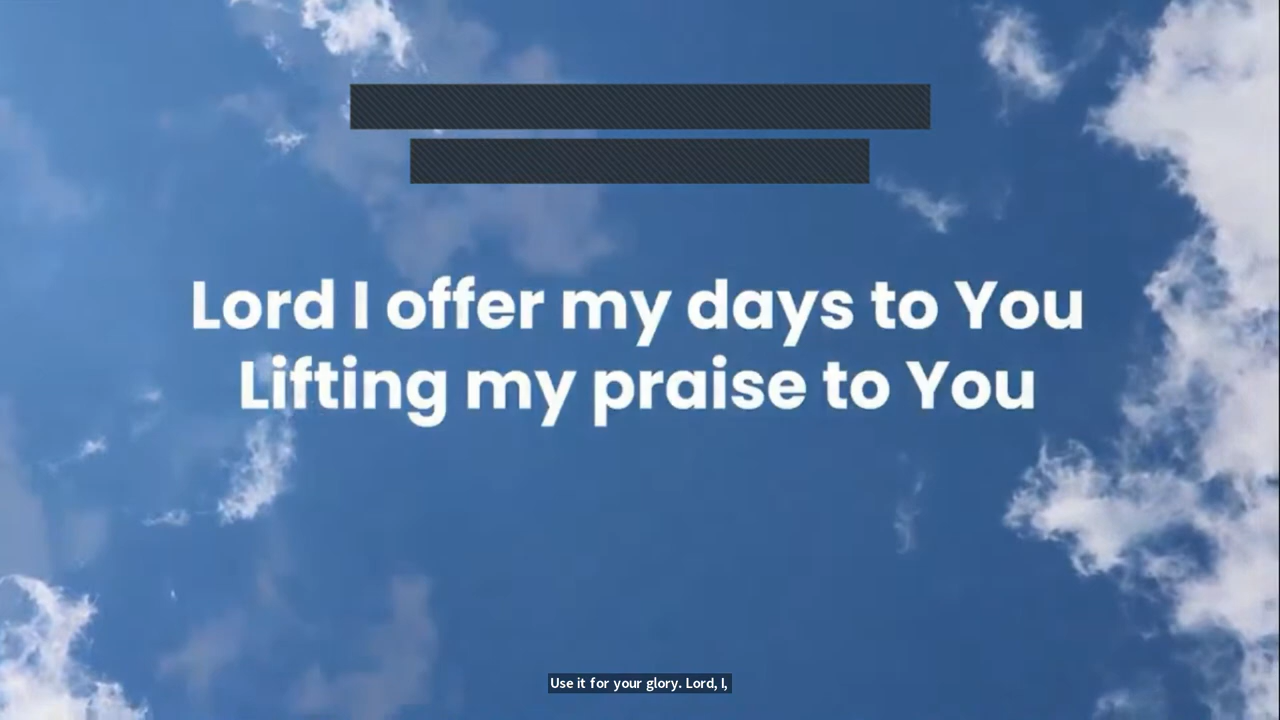 Lord I offer my days to You
Lifting my praise to You
Use it for your glory. Lord, I,